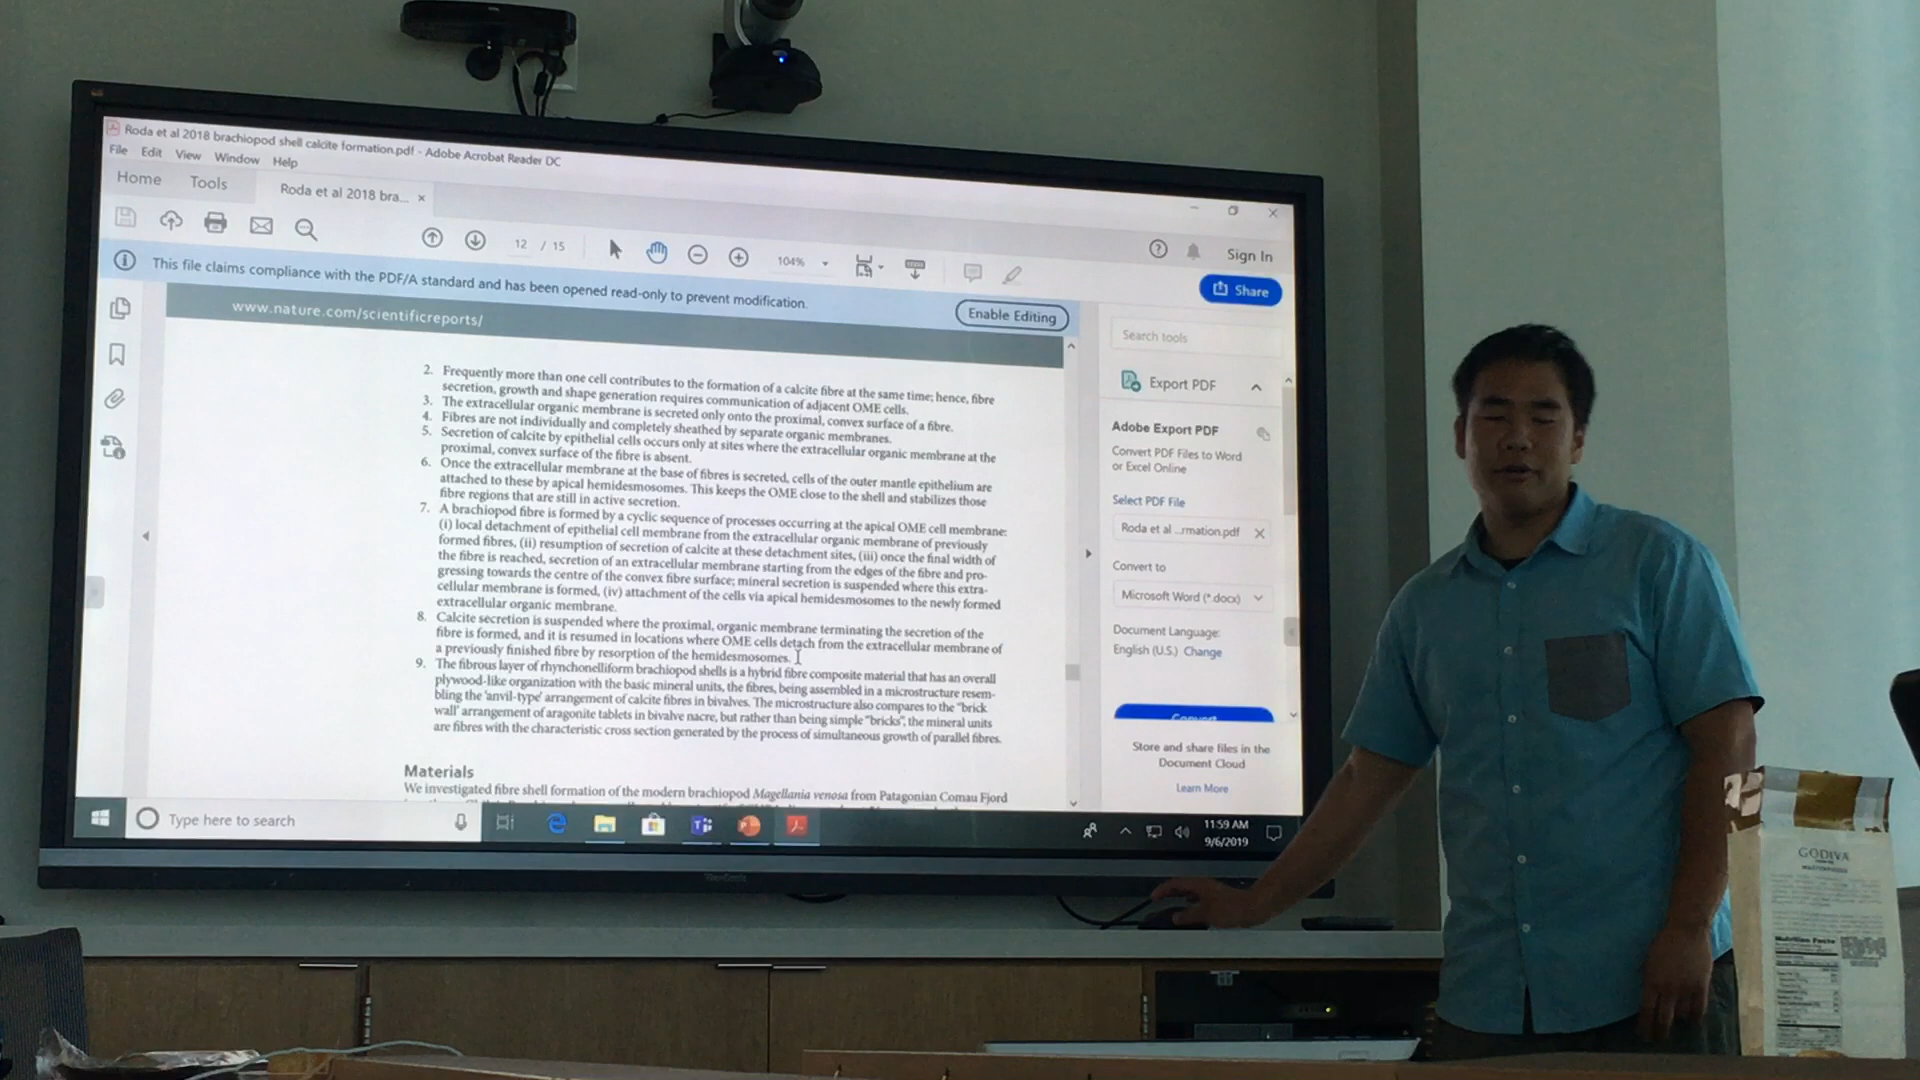 Roda et al 2018 brachiopod shell calcite formation.pdf - Adobe Acrobat Reader DC
File Edit View Window Help
Home Tools Roda et al 2018 bra... ×
12 / 15 104% Sign In
This file claims compliance with the PDF/A standard and has been opened read-only to prevent modification.
Enable Editing
Share
www.nature.com/scientificreports/
2. Frequently more than one cell contributes to the formation of a calcite fibre at the same time; hence, fibre
secretion, growth and shape generation requires communication of adjacent OME cells.
3. The extracellular organic membrane is secreted only onto the proximal, convex surface of a fibre.
4. Fibres are not individually and completely sheathed by separate organic membranes.
5. Secretion of calcite by epithelial cells occurs only at sites where the extracellular organic membrane at the
proximal, convex surface of the fibre is absent.
6. Once the extracellular membrane at the base of fibres is secreted, cells of the outer mantle epithelium are
attached to these by apical hemidesmosomes. This keeps the OME close to the shell and stabilizes those
fibre regions that are still in active secretion.
7. A brachiopod fibre is formed by a cyclic sequence of processes occurring at the apical OME cell membrane:
(i) local detachment of epithelial cell membrane from the extracellular organic membrane of previously
formed fibres, (ii) resumption of secretion of calcite at these detachment sites, (iii) once the final width of
the fibre is reached, secretion of an extracellular membrane starting from the edges of the fibre and pro-
gressing towards the centre of the convex fibre surface; mineral secretion is suspended where this extra-
cellular membrane is formed, (iv) attachment of the cells via apical hemidesmosomes to the newly formed
extracellular organic membrane.
8. Calcite secretion is suspended where the proximal, organic membrane terminating the secretion of the
fibre is formed, and it is resumed in locations where OME cells detach from the extracellular membrane of
a previously finished fibre by resorption of the hemidesmosomes.
9. The fibrous layer of rhynchonelliform brachiopod shells is a hybrid fibre composite material that has an overall
plywood-like organization with the basic mineral units, the fibres, being assembled in a microstructure resem-
bling the 'anvil-type' arrangement of calcite fibres in bivalves. The microstructure also compares to the "brick
wall" arrangement of aragonite tablets in bivalve nacre, but rather than being simple "bricks", the mineral units
are fibres with the characteristic cross section generated by the process of simultaneous growth of parallel fibres.
Materials
We investigated fibre shell formation of the modern brachiopod Magellania venosa from Patagonian Comau Fjord
Search tools
Export PDF
Adobe Export PDF
Convert PDF Files to Word
or Excel Online
Select PDF File
Roda et al ...rmation.pdf ×
Convert to
Microsoft Word (*.docx)
Document Language:
English (U.S.) Change
Convert
Store and share files in the
Document Cloud
Learn More
Type here to search
11:59 AM
9/6/2019
ViewSonic
GODIVA
MASTERPIECES
Nutrition Facts